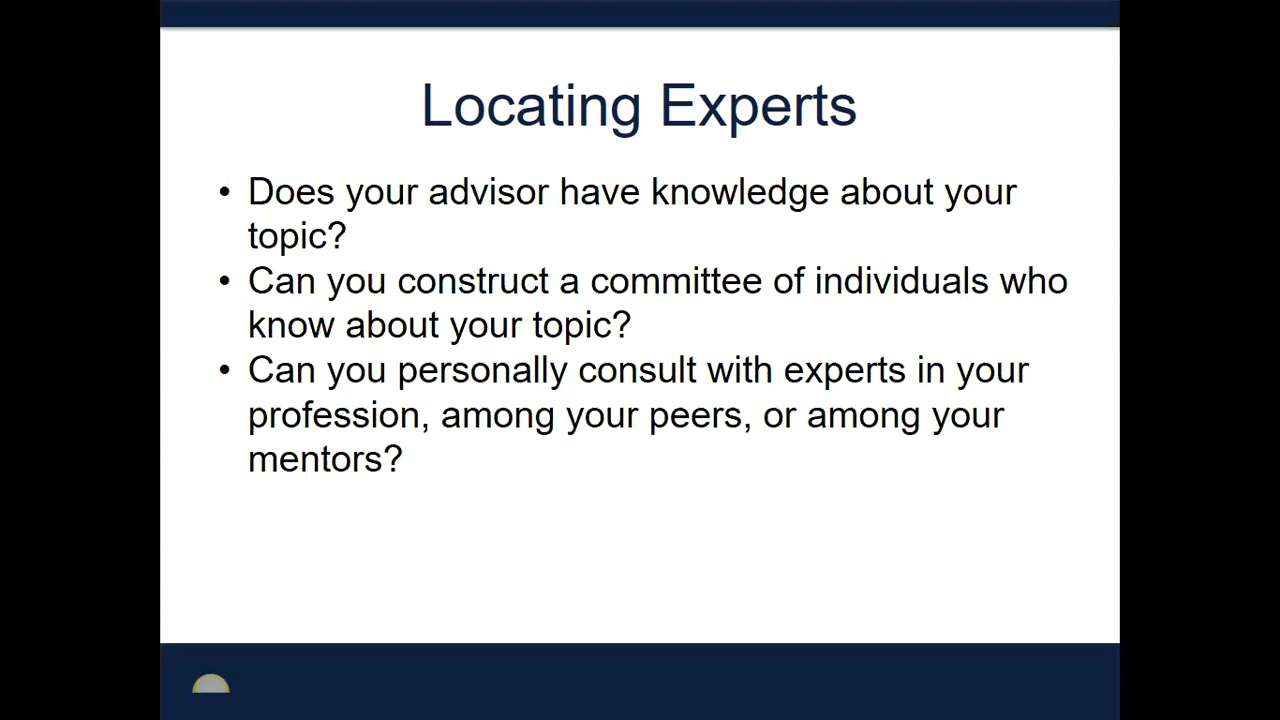 Locating Experts
• Does your advisor have knowledge about your
topic?
• Can you construct a committee of individuals who
know about your topic?
• Can you personally consult with experts in your
profession, among your peers, or among your
mentors?